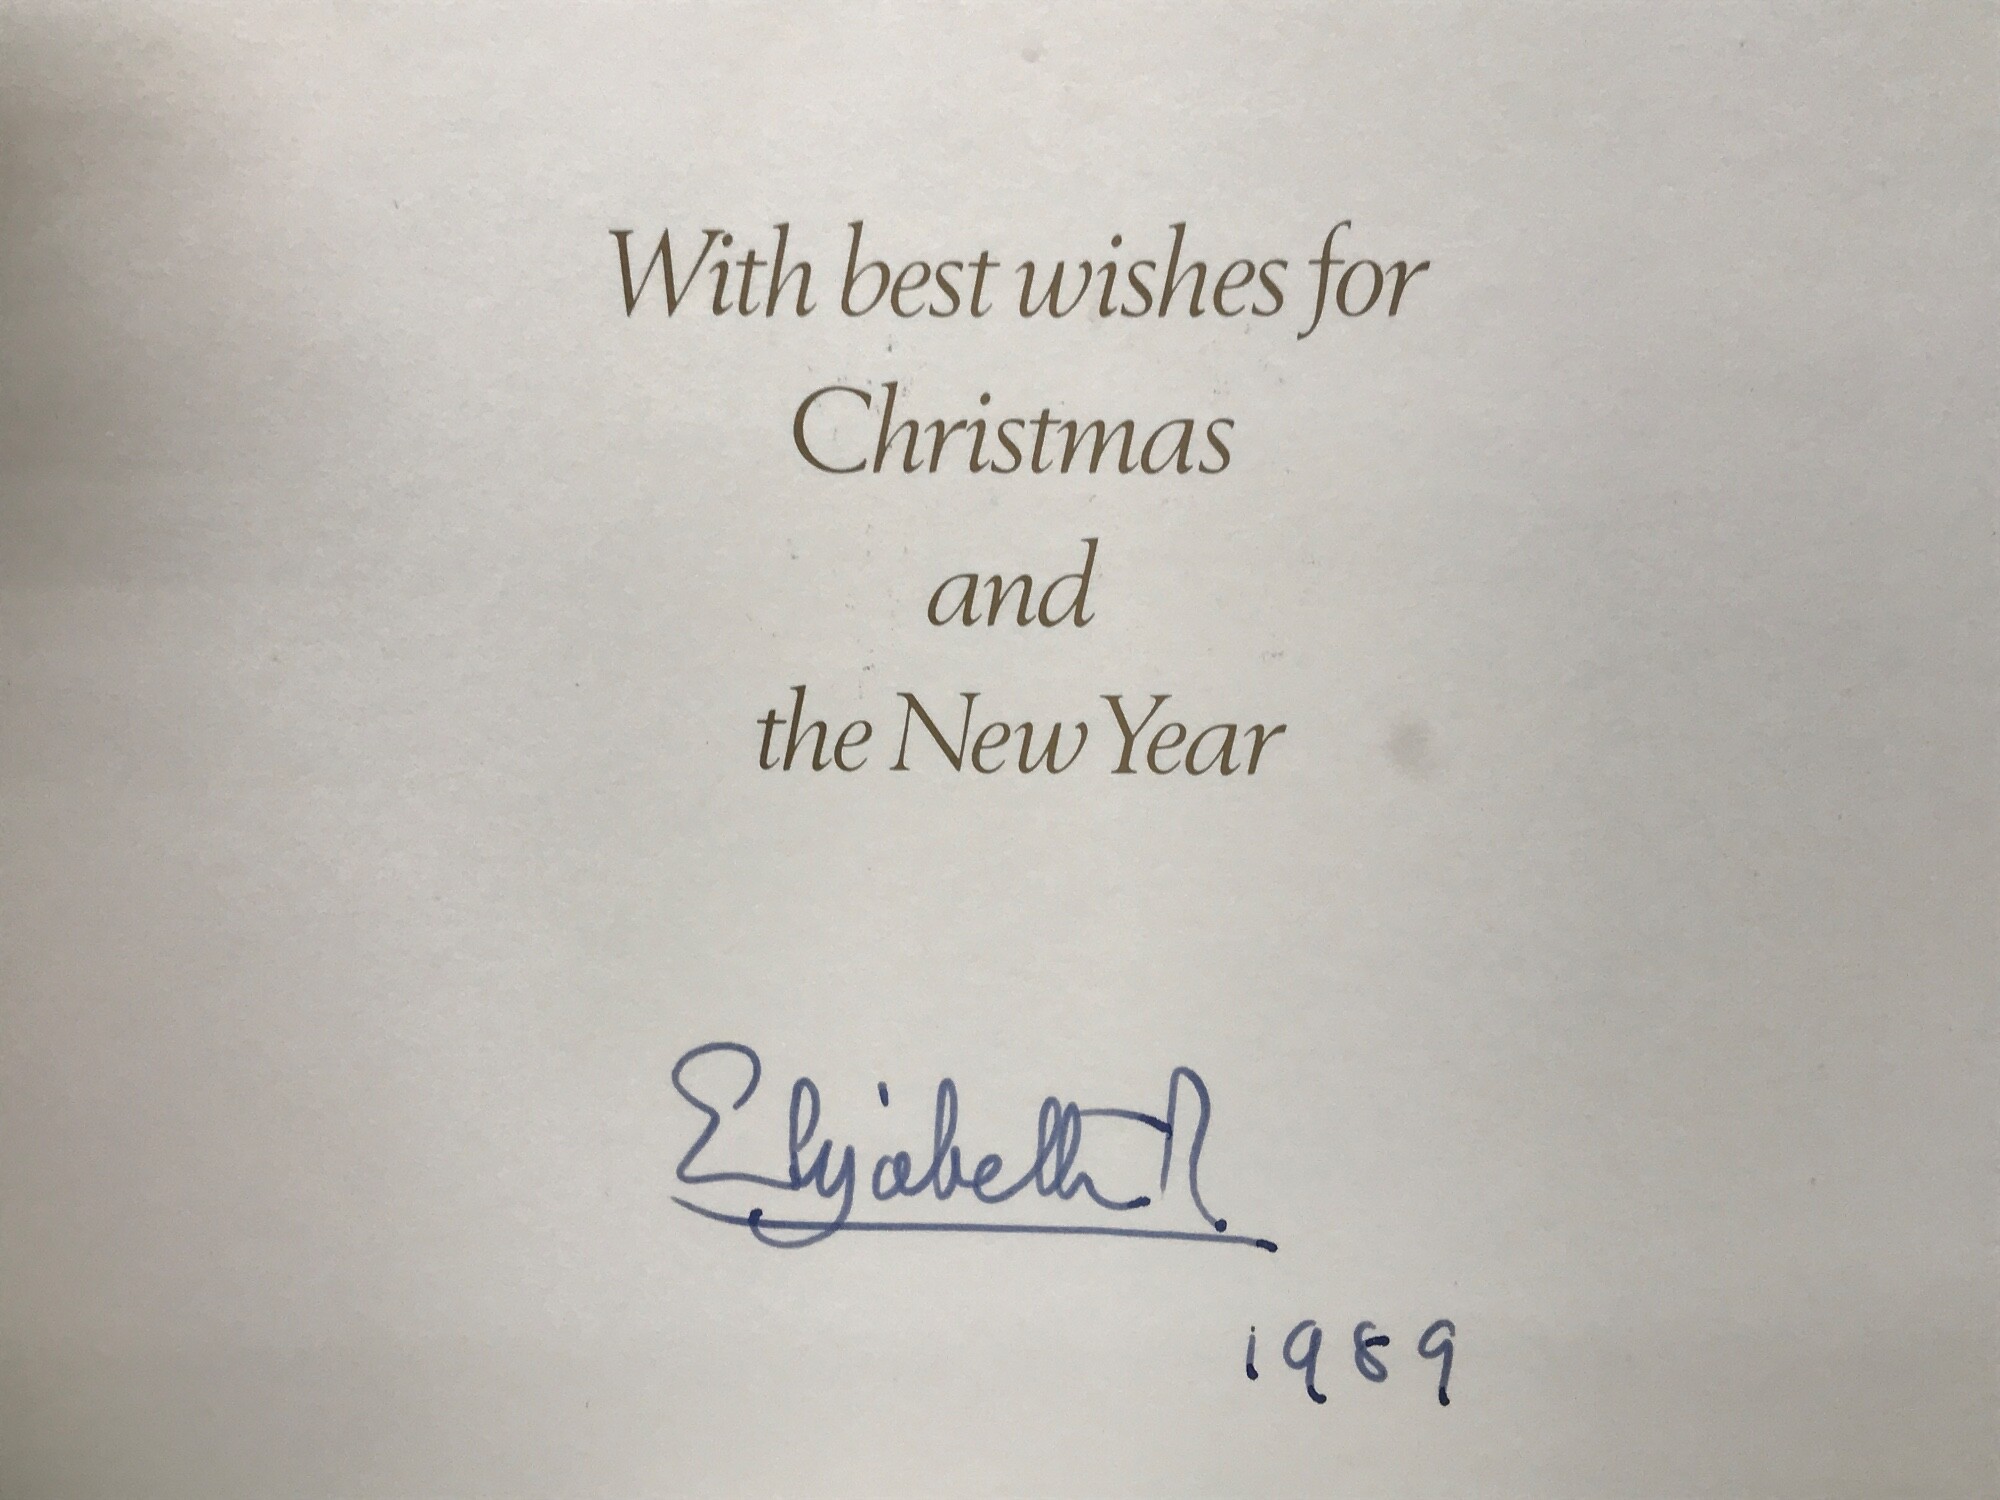 With best wishes for
Christmas
and
the New Year
Elizabeth R.
1989